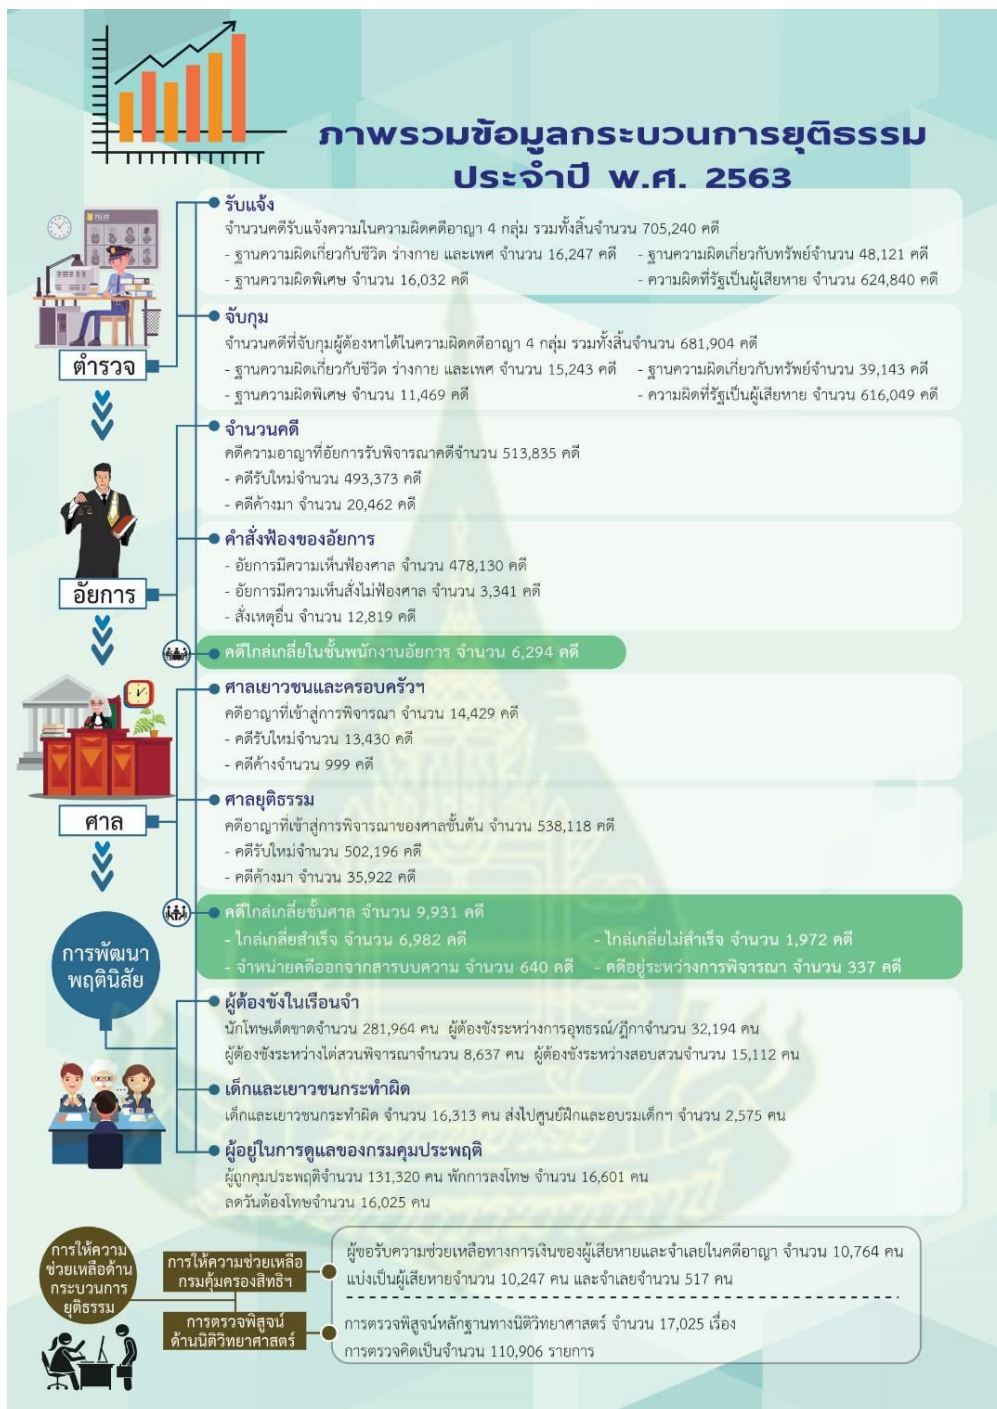 ภาพรวมข้อมูลกระบวนการยุติธรรม
ประจำปี พ.ศ. 2563
รับแจ้ง
จำนวนคดีรับแจ้งความในความผิดคดีอาญา 4 กลุ่ม รวมทั้งสิ้นจำนวน 705,240 คดี
- ฐานความผิดเกี่ยวกับชีวิต ร่างกาย และเพศ จำนวน 16,247 คดี - ฐานความผิดเกี่ยวกับทรัพย์จำนวน 48,121 คดี
- ฐานความผิดพิเศษ จำนวน 16,032 คดี - ความผิดที่รัฐเป็นผู้เสียหาย จำนวน 624,840 คดี
จับกุม
จำนวนคดีที่จับกุมผู้ต้องหาได้ในความผิดคดีอาญา 4 กลุ่ม รวมทั้งสิ้นจำนวน 681,904 คดี
- ฐานความผิดเกี่ยวกับชีวิต ร่างกาย และเพศ จำนวน 15,243 คดี - ฐานความผิดเกี่ยวกับทรัพย์จำนวน 39,143 คดี
- ฐานความผิดพิเศษ จำนวน 11,469 คดี - ความผิดที่รัฐเป็นผู้เสียหาย จำนวน 616,049 คดี
ตำรวจ
จำนวนคดี
คดีความอาญาที่อัยการรับพิจารณาคดีจำนวน 513,835 คดี
- คดีรับใหม่จำนวน 493,373 คดี
- คดีค้างมา จำนวน 20,462 คดี
คำสั่งฟ้องของอัยการ
- อัยการมีความเห็นฟ้องศาล จำนวน 478,130 คดี
- อัยการมีความเห็นสั่งไม่ฟ้องศาล จำนวน 3,341 คดี
- สั่งเหตุอื่น จำนวน 12,819 คดี
อัยการ
คดีไกล่เกลี่ยในชั้นพนักงานอัยการ จำนวน 6,294 คดี
ศาลเยาวชนและครอบครัวฯ
คดีอาญาที่เข้าสู่การพิจารณา จำนวน 14,429 คดี
- คดีรับใหม่จำนวน 13,430 คดี
- คดีค้างจำนวน 999 คดี
ศาลยุติธรรม
คดีอาญาที่เข้าสู่การพิจารณาของศาลชั้นต้น จำนวน 538,118 คดี
- คดีรับใหม่จำนวน 502,196 คดี
- คดีค้างมา จำนวน 35,922 คดี
ศาล
คดีไกล่เกลี่ยชั้นศาล จำนวน 9,931 คดี
- ไกล่เกลี่ยสำเร็จ จำนวน 6,982 คดี - ไกล่เกลี่ยไม่สำเร็จ จำนวน 1,972 คดี
- จำหน่ายคดีออกจากสารบบความ จำนวน 640 คดี - คดีอยู่ระหว่างการพิจารณา จำนวน 337 คดี
การพัฒนา
พฤตินิสัย
ผู้ต้องขังในเรือนจำ
นักโทษเด็ดขาดจำนวน 281,964 คน ผู้ต้องขังระหว่างการอุทธรณ์/ฎีกาจำนวน 32,194 คน
ผู้ต้องขังระหว่างไต่สวนพิจารณาจำนวน 8,637 คน ผู้ต้องขังระหว่างสอบสวนจำนวน 15,112 คน
เด็กและเยาวชนกระทำผิด
เด็กและเยาวชนกระทำผิด จำนวน 16,313 คน ส่งไปศูนย์ฝึกและอบรมเด็กฯ จำนวน 2,575 คน
ผู้อยู่ในการดูแลของกรมคุมประพฤติ
ผู้ถูกคุมประพฤติจำนวน 131,320 คน พักการลงโทษ จำนวน 16,601 คน
ลดวันต้องโทษจำนวน 16,025 คน
การให้ความ
ช่วยเหลือด้าน
กระบวนการ
ยุติธรรม
การให้ความช่วยเหลือ
กรมคุ้มครองสิทธิฯ
ผู้ขอรับความช่วยเหลือทางการเงินของผู้เสียหายและจำเลยในคดีอาญา จำนวน 10,764 คน
แบ่งเป็นผู้เสียหายจำนวน 10,247 คน และจำเลยจำนวน 517 คน
การตรวจพิสูจน์
ด้านนิติวิทยาศาสตร์
การตรวจพิสูจน์หลักฐานทางนิติวิทยาศาสตร์ จำนวน 17,025 เรื่อง
การตรวจคิดเป็นจำนวน 110,906 รายการ